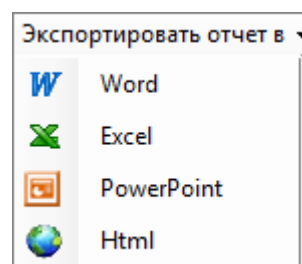 Экспортировать отчет в
Word
Excel
PowerPoint
Html